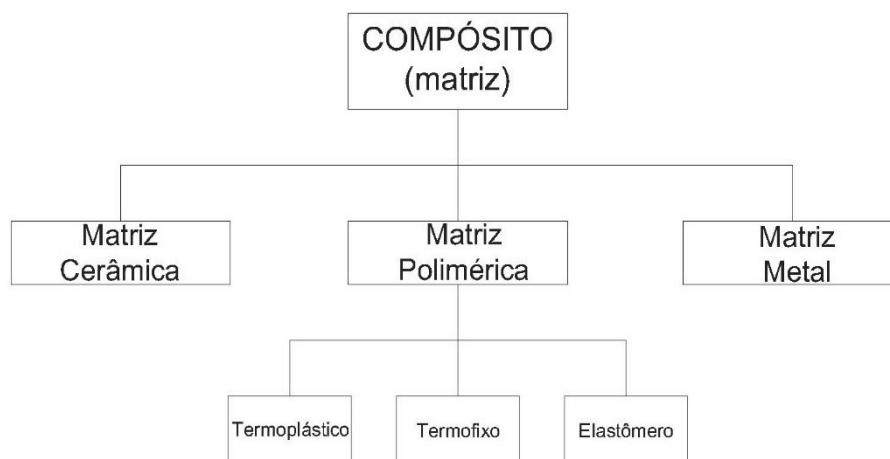 COMPÓSITO
(matriz)
Matriz
Cerâmica
Matriz
Polimérica
Matriz
Metal
Termoplástico
Termofixo
Elastômero